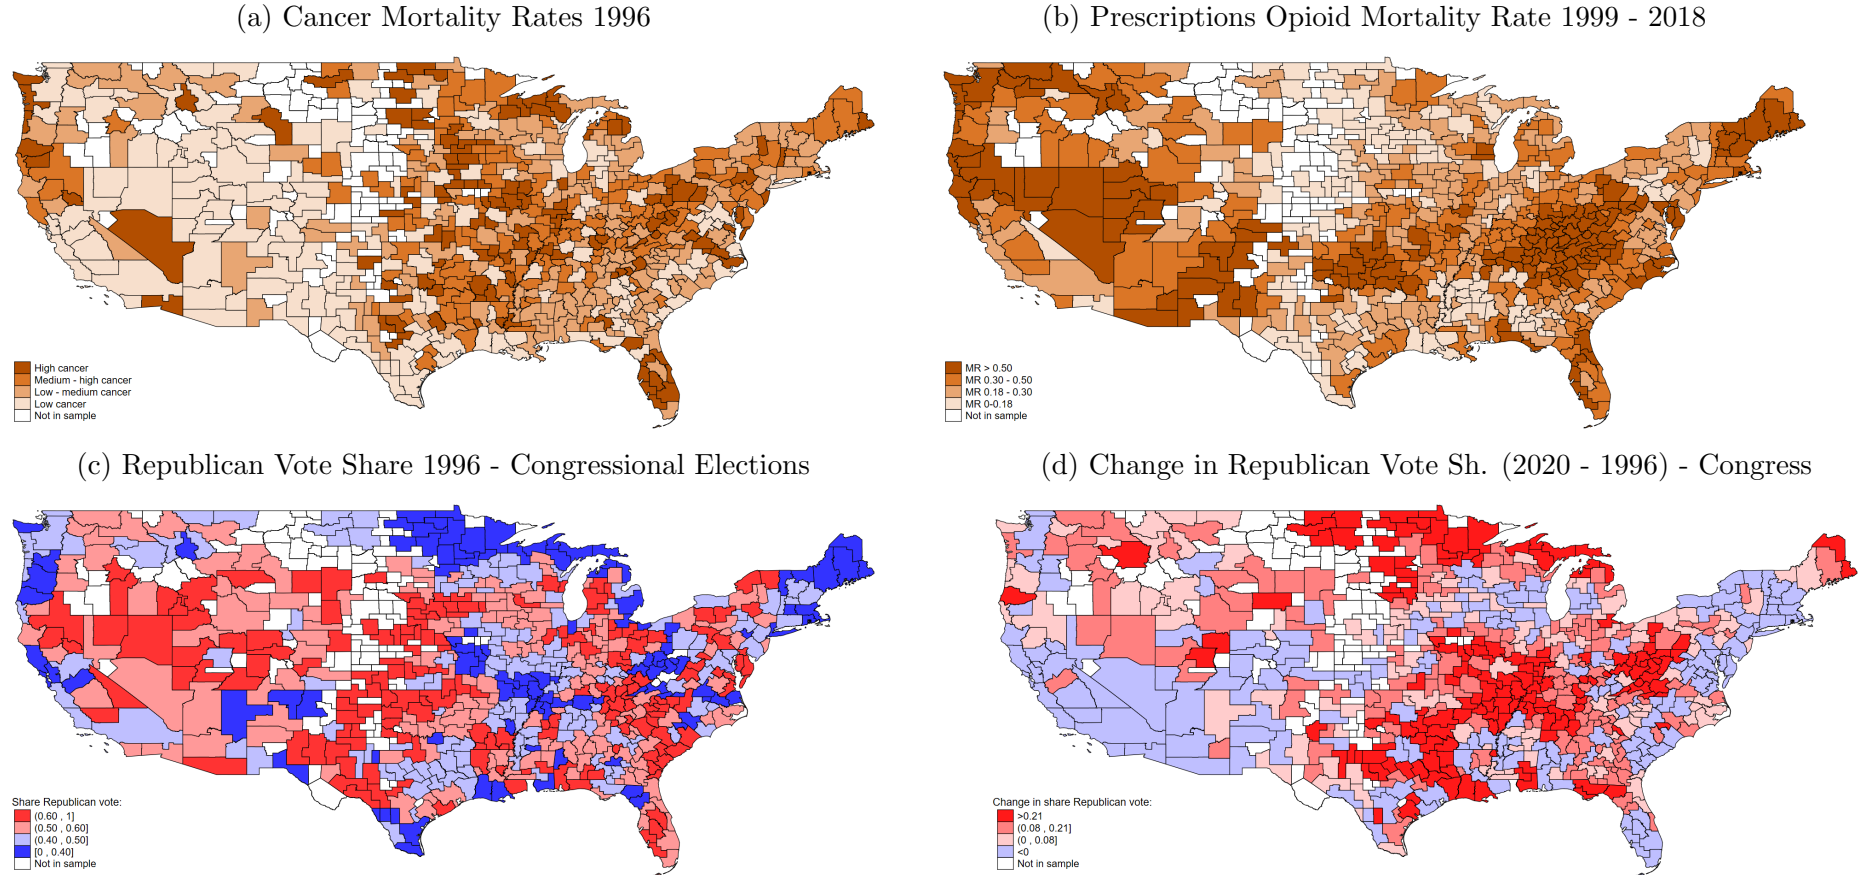 (a) Cancer Mortality Rates 1996
High cancer
Medium - high cancer
Low - medium cancer
Low cancer
Not in sample
(b) Prescriptions Opioid Mortality Rate 1999 - 2018
MR > 0.50
MR 0.30 - 0.50
MR 0.18 - 0.30
MR 0-0.18
Not in sample
(c) Republican Vote Share 1996 - Congressional Elections
Share Republican vote:
(0.60 , 1]
(0.50 , 0.60]
(0.40 , 0.50]
[0 , 0.40]
Not in sample
(d) Change in Republican Vote Sh. (2020 - 1996) - Congress
Change in share Republican vote:
>0.21
(0.08 , 0.21]
(0 , 0.08]
<0
Not in sample